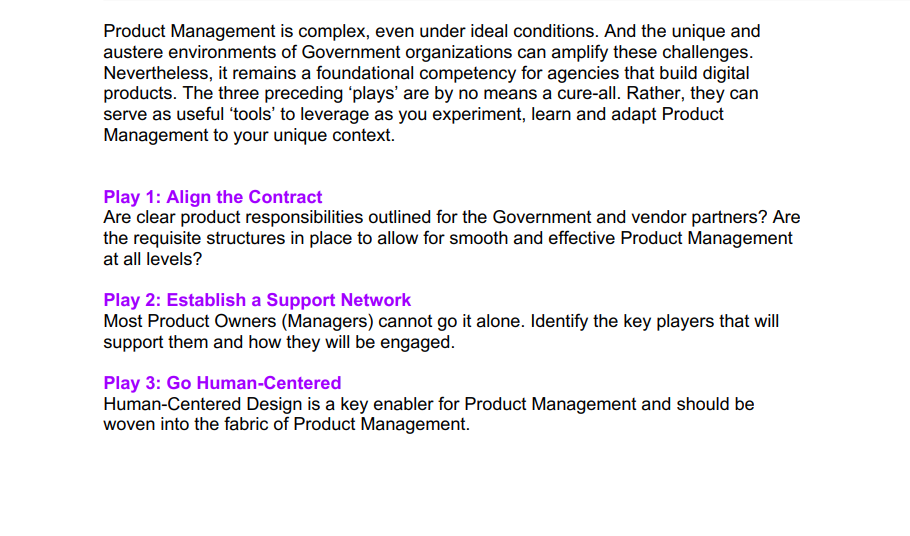 Product Management is complex, even under ideal conditions. And the unique and
austere environments of Government organizations can amplify these challenges.
Nevertheless, it remains a foundational competency for agencies that build digital
products. The three preceding ‘plays’ are by no means a cure-all. Rather, they can
serve as useful ‘tools’ to leverage as you experiment, learn and adapt Product
Management to your unique context.
Play 1: Align the Contract
Are clear product responsibilities outlined for the Government and vendor partners? Are
the requisite structures in place to allow for smooth and effective Product Management
at all levels?
Play 2: Establish a Support Network
Most Product Owners (Managers) cannot go it alone. Identify the key players that will
support them and how they will be engaged.
Play 3: Go Human-Centered
Human-Centered Design is a key enabler for Product Management and should be
woven into the fabric of Product Management.